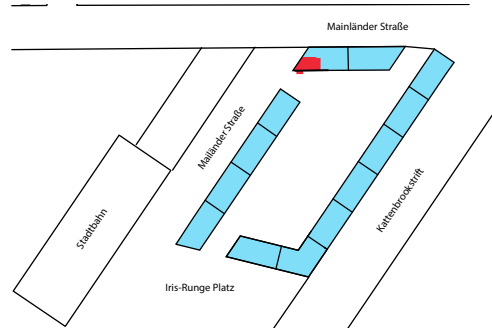 Mainländer Straße
Mailänder Straße
Stadtbahn
Kattenbrookstrift
Iris-Runge Platz